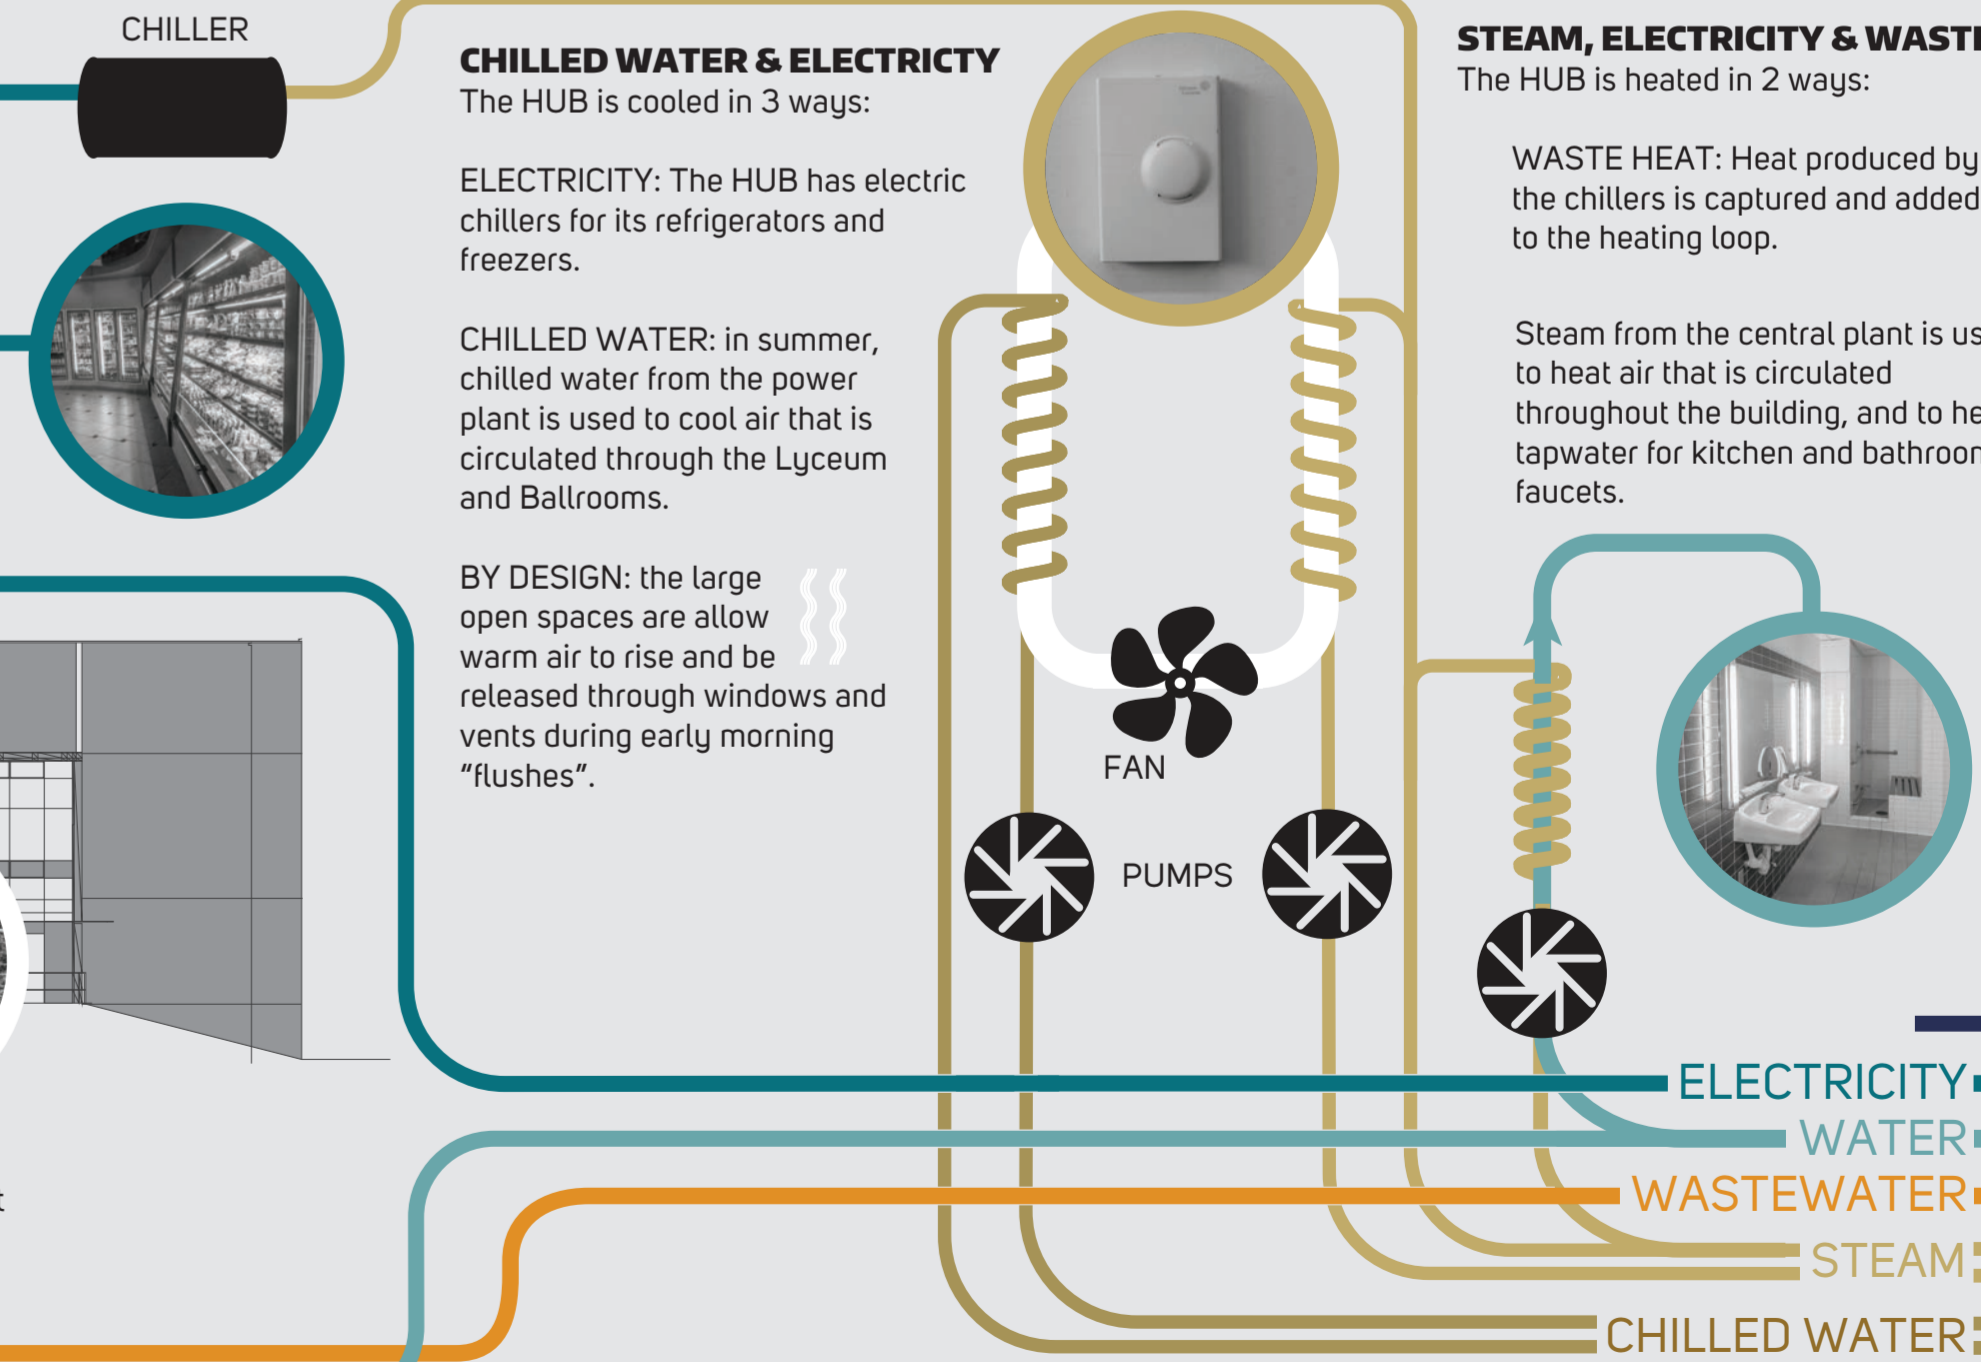 CHILLER
CHILLED WATER & ELECTRICTY
The HUB is cooled in 3 ways:
ELECTRICITY: The HUB has electric
chillers for its refrigerators and
freezers.
CHILLED WATER: in summer,
chilled water from the power
plant is used to cool air that is
circulated through the Lyceum
and Ballrooms.
BY DESIGN: the large
open spaces are allow
warm air to rise and be
released through windows and
vents during early morning
“flushes”.
FAN
PUMPS
STEAM, ELECTRICITY & WASTE
The HUB is heated in 2 ways:
WASTE HEAT: Heat produced by
the chillers is captured and added
to the heating loop.
Steam from the central plant is us
to heat air that is circulated
throughout the building, and to he
tapwater for kitchen and bathroom
faucets.
ELECTRICITY
WATER
WASTEWATER
STEAM
CHILLED WATER